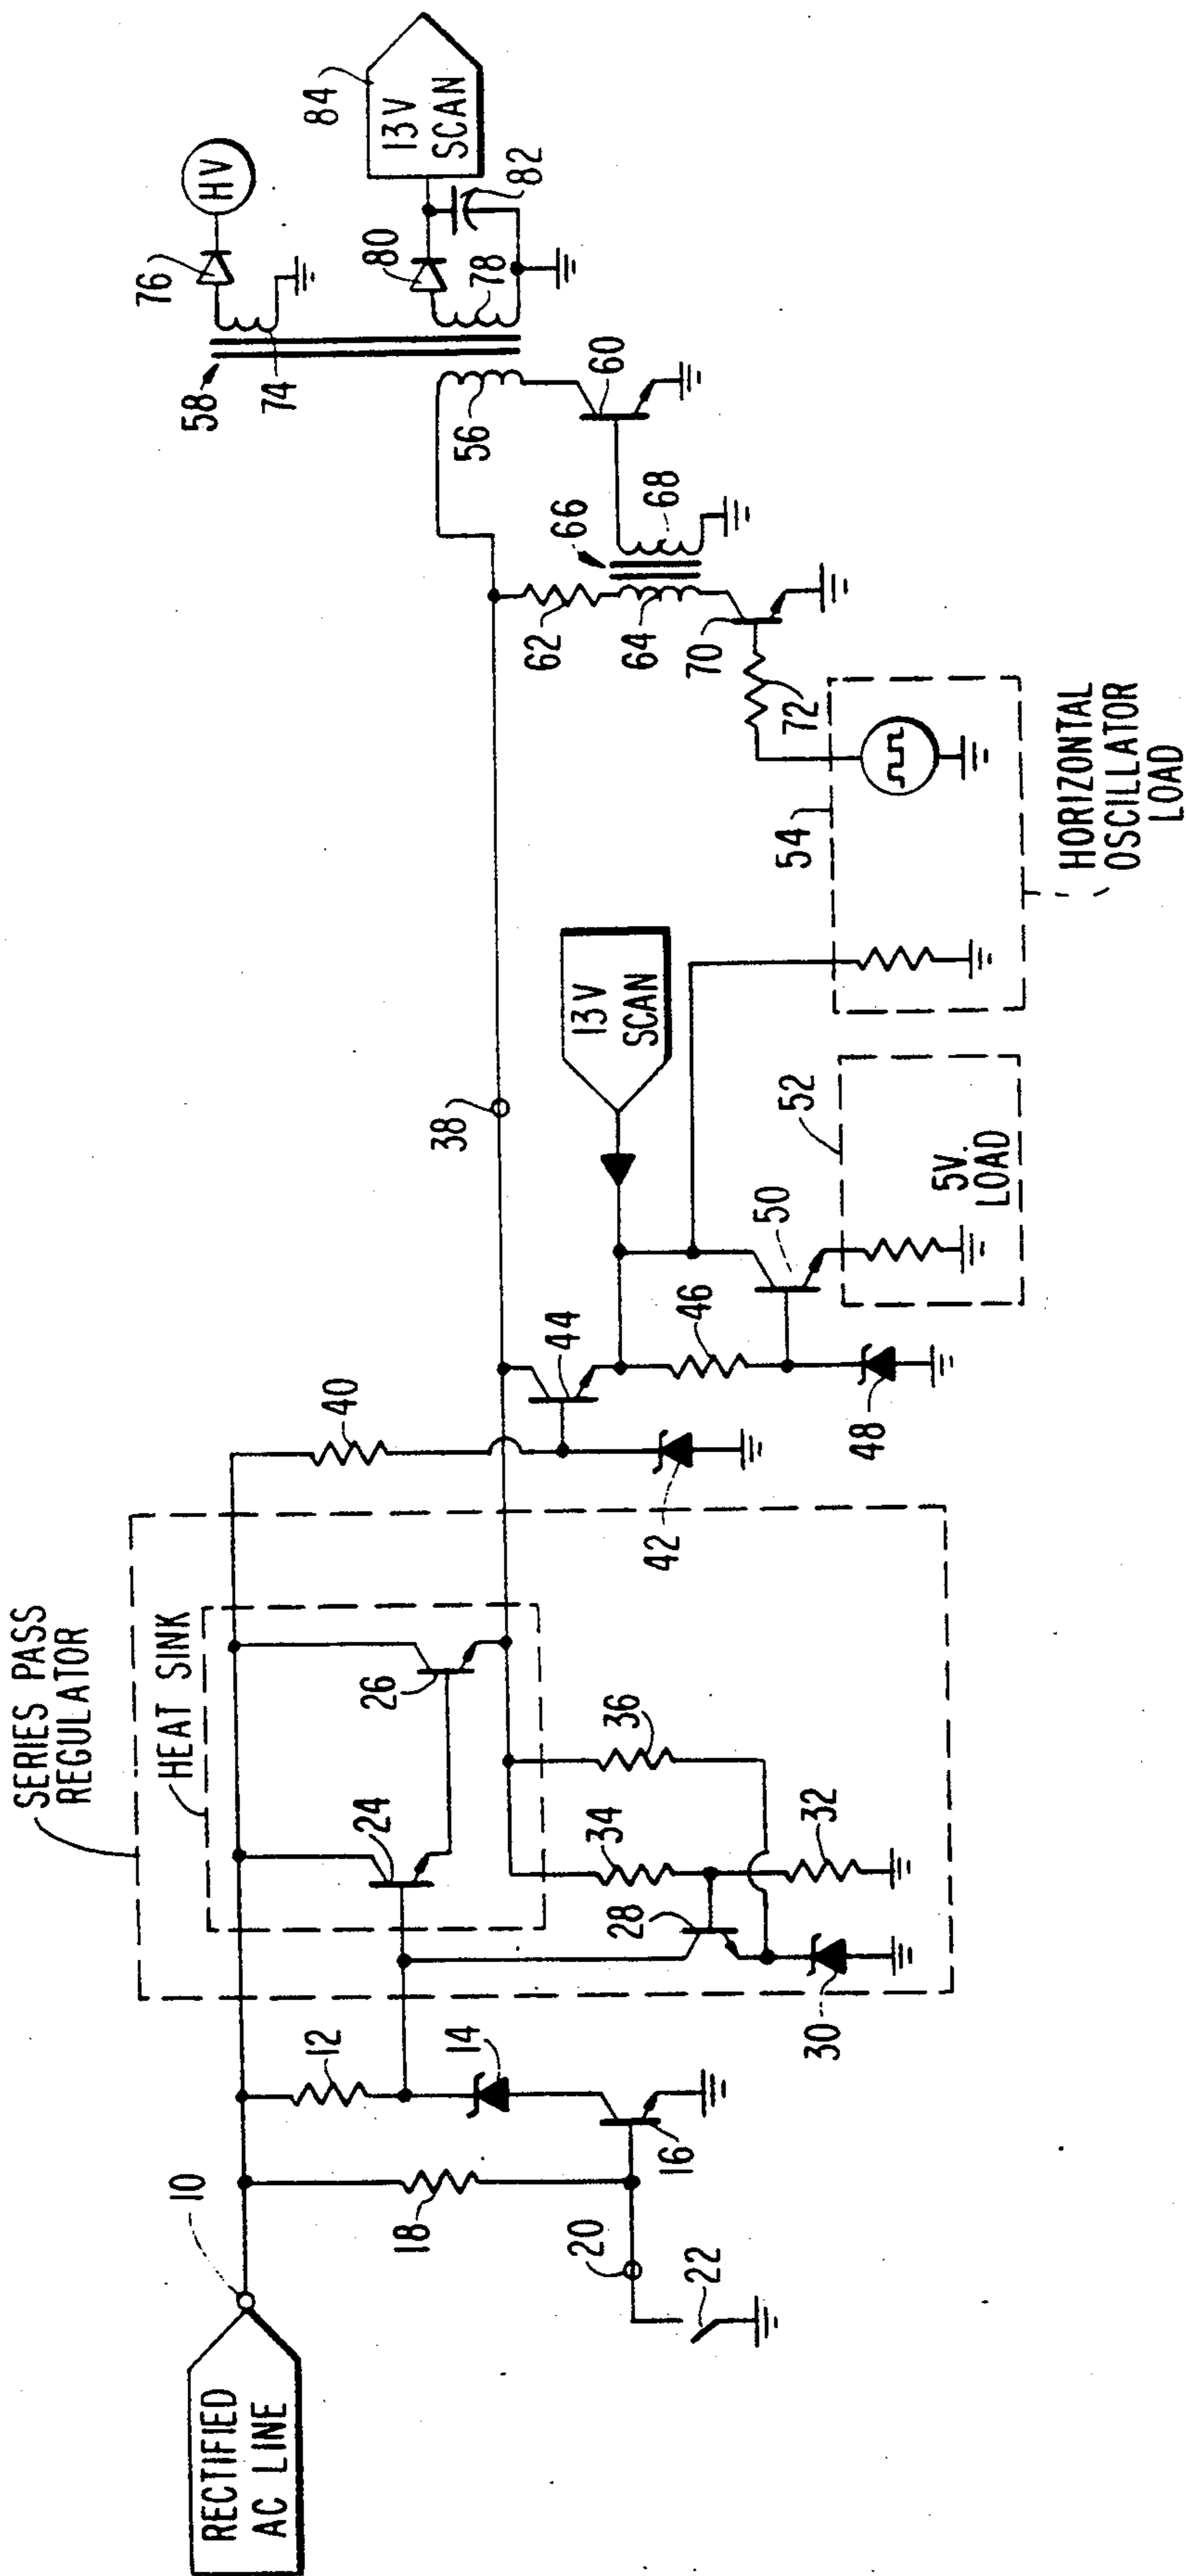 RECTIFIED
AC LINE
10
18
20
22
12
14
16
SERIES PASS
REGULATOR
HEAT SINK
24
26
28
30
32
34
36
40
42
44
46
48
38
50
52
5V.
LOAD
13V
SCAN
54
HORIZONTAL
OSCILLATOR
LOAD
62
64
66
68
70
72
56
58
60
74
76
HV
78
80
82
84
13V
SCAN